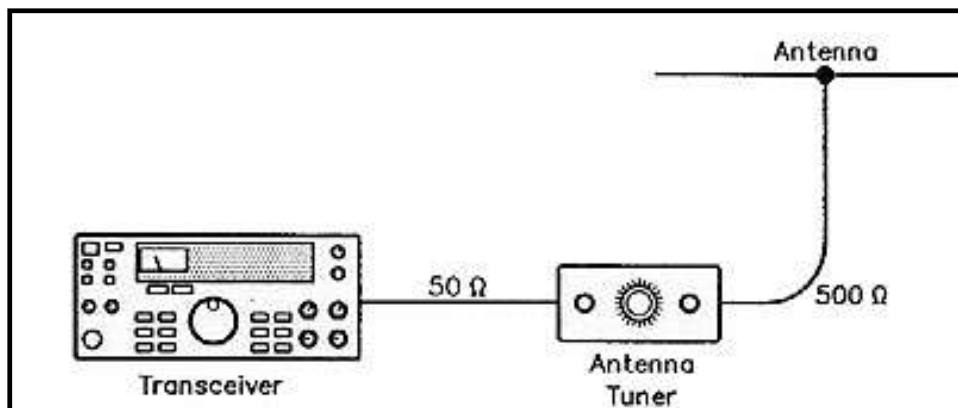 Antenna
50 Ω
500 Ω
Transceiver
Antenna
Tuner